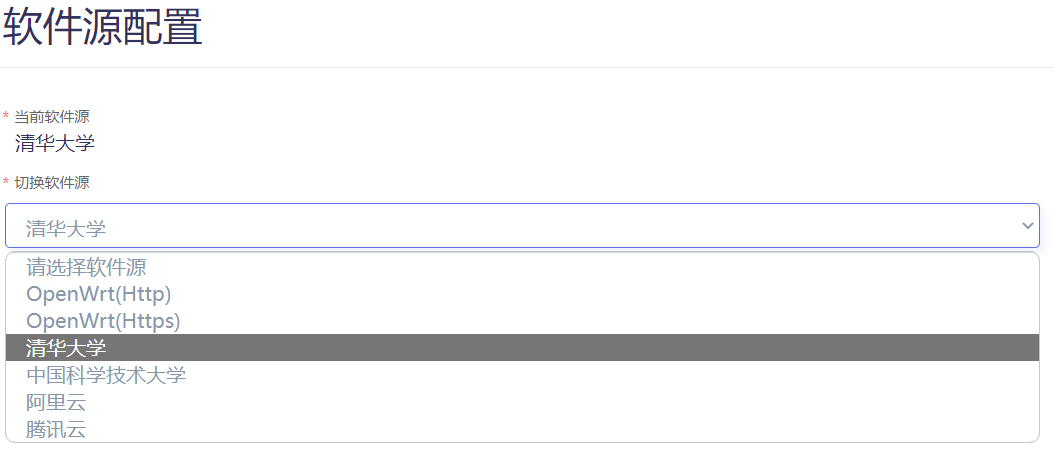 软件源配置
* 当前软件源
清华大学
* 切换软件源
清华大学
请选择软件源
OpenWrt(Http)
OpenWrt(Https)
清华大学
中国科学技术大学
阿里云
腾讯云